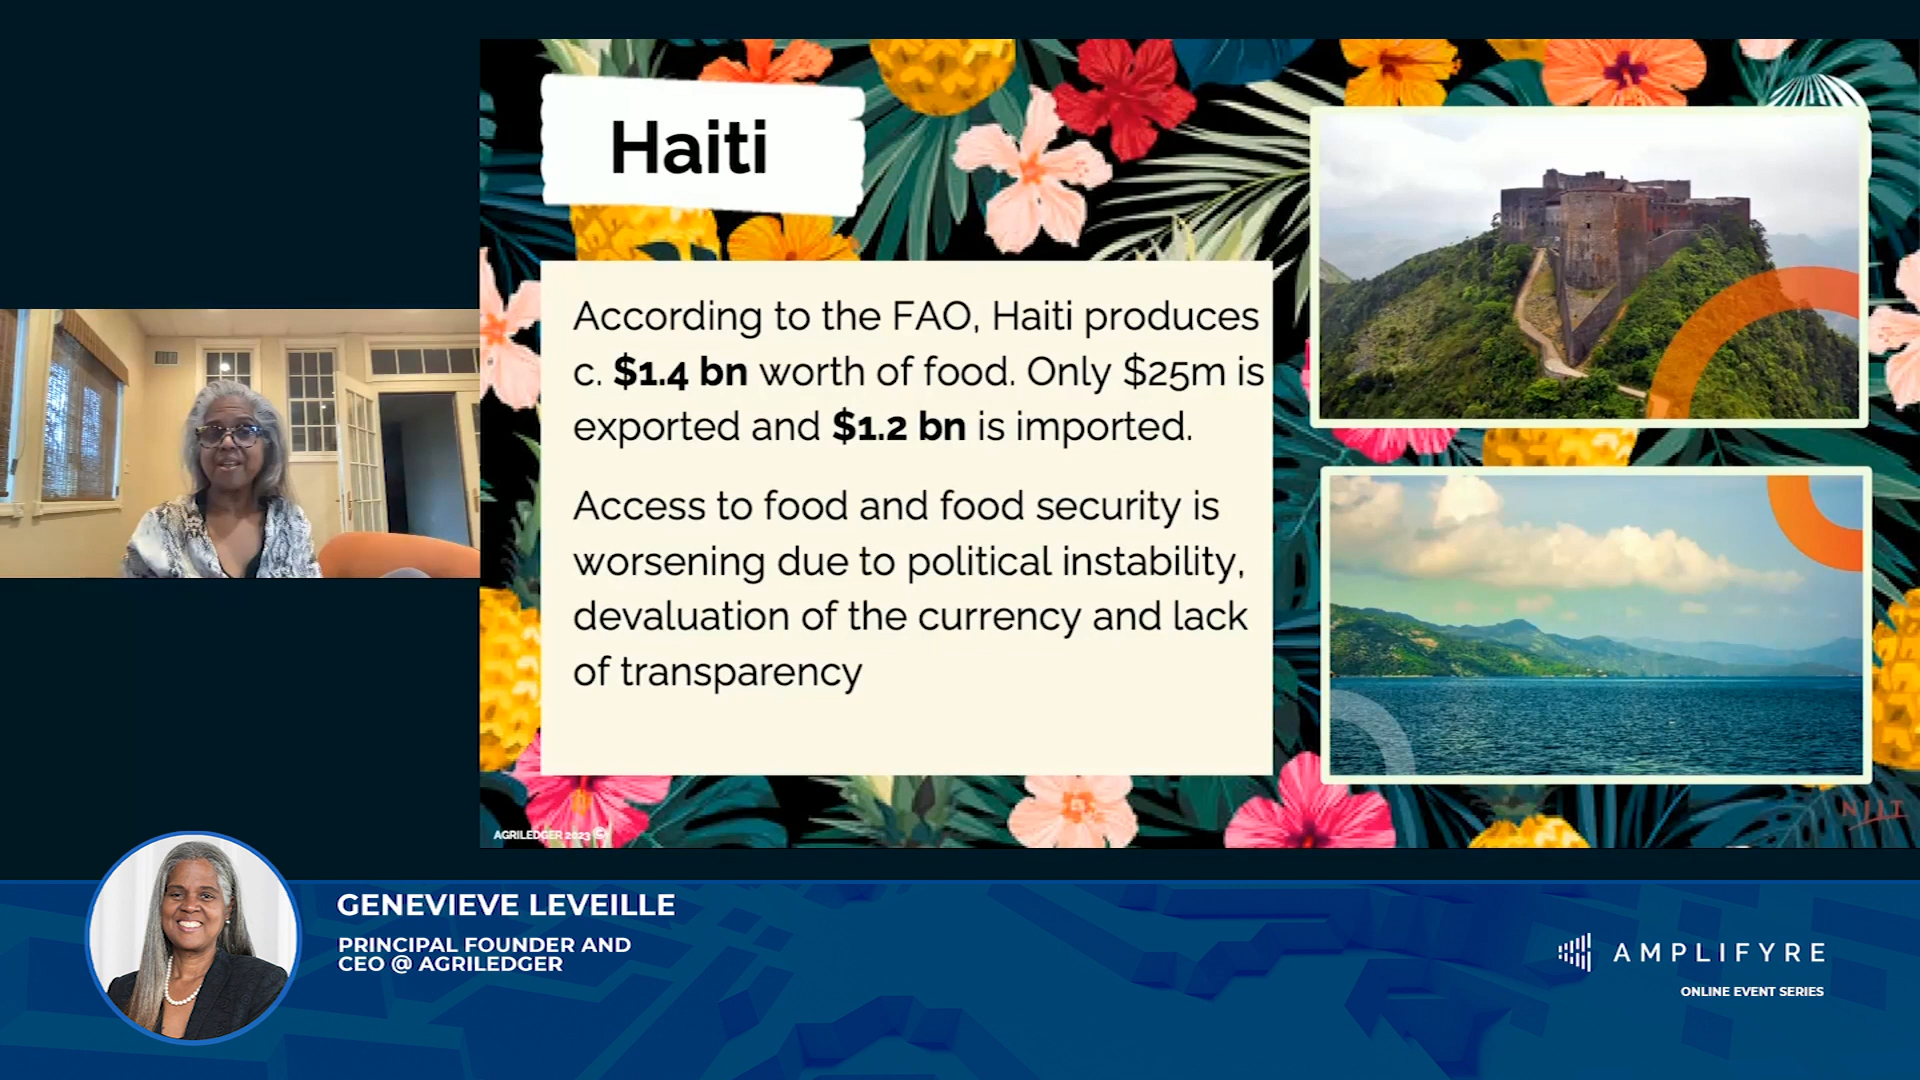 Haiti
According to the FAO, Haiti produces
c. $1.4 bn worth of food. Only $25m is
exported and $1.2 bn is imported.
Access to food and food security is
worsening due to political instability,
devaluation of the currency and lack
of transparency
AGRILEDGER 2023 ©
GENEVIEVE LEVEILLE
PRINCIPAL FOUNDER AND
CEO @ AGRILEDGER
AMPLIFYRE
ONLINE EVENT SERIES